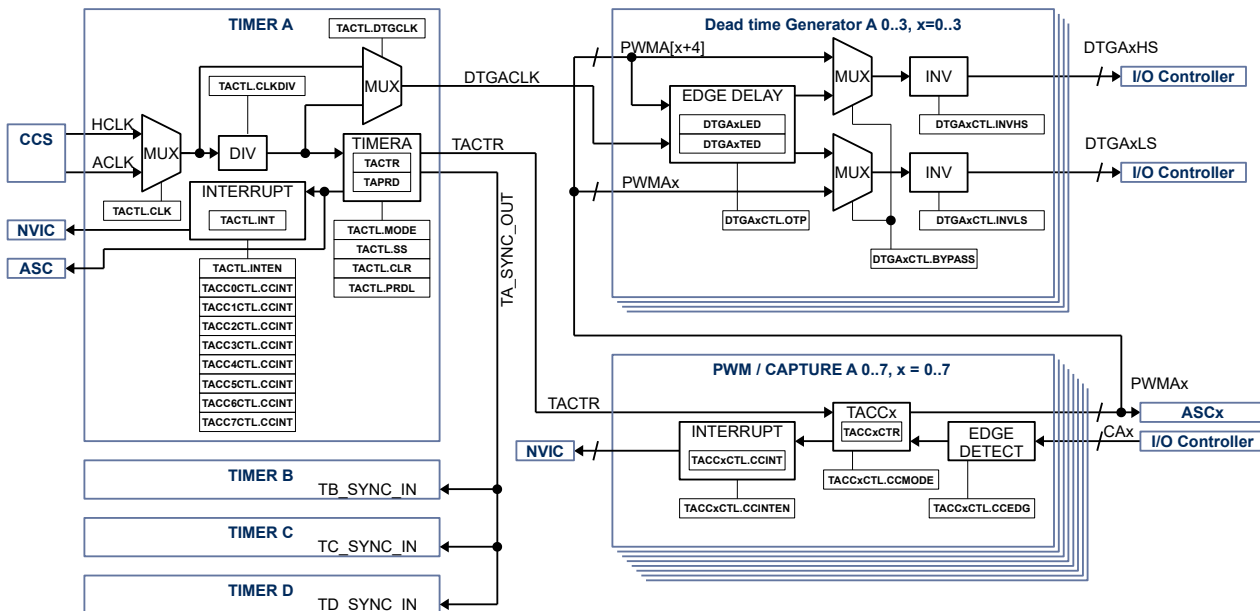 TIMER A
TACTL.DTGCLK
TACTL.CLKDIV
MUX
DTGACLK
CCS
HCLK
ACLK
MUX
DIV
TIMERA
TACTR
TAPRD
TACTR
TACTL.CLK
INTERRUPT
TACTL.INT
NVIC
ASC
TACTL.MODE
TACTL.SS
TACTL.CLR
TACTL.PRDL
TACTL.INTEN
TACC0CTL.CCINT
TACC1CTL.CCINT
TACC2CTL.CCINT
TACC3CTL.CCINT
TACC4CTL.CCINT
TACC5CTL.CCINT
TACC6CTL.CCINT
TACC7CTL.CCINT
TA_SYNC_OUT
TIMER B
TB_SYNC_IN
TIMER C
TC_SYNC_IN
TIMER D
TD_SYNC_IN
Dead time Generator A 0..3, x=0..3
PWMA[x+4]
MUX
INV
DTGAxHS
I/O Controller
EDGE DELAY
DTGAxLED
DTGAxTED
DTGAxCTL.INVHS
MUX
INV
DTGAxLS
I/O Controller
PWMAx
DTGAxCTL.OTP
DTGAxCTL.INVLS
DTGAxCTL.BYPASS
PWM / CAPTURE A 0..7, x = 0..7
TACTR
TACCx
TACCxCTR
PWMAx
ASCx
NVIC
INTERRUPT
TACCxCTL.CCINT
EDGE
DETECT
CAx
I/O Controller
TACCxCTL.CCMODE
TACCxCTL.CCINTEN
TACCxCTL.CCEDG